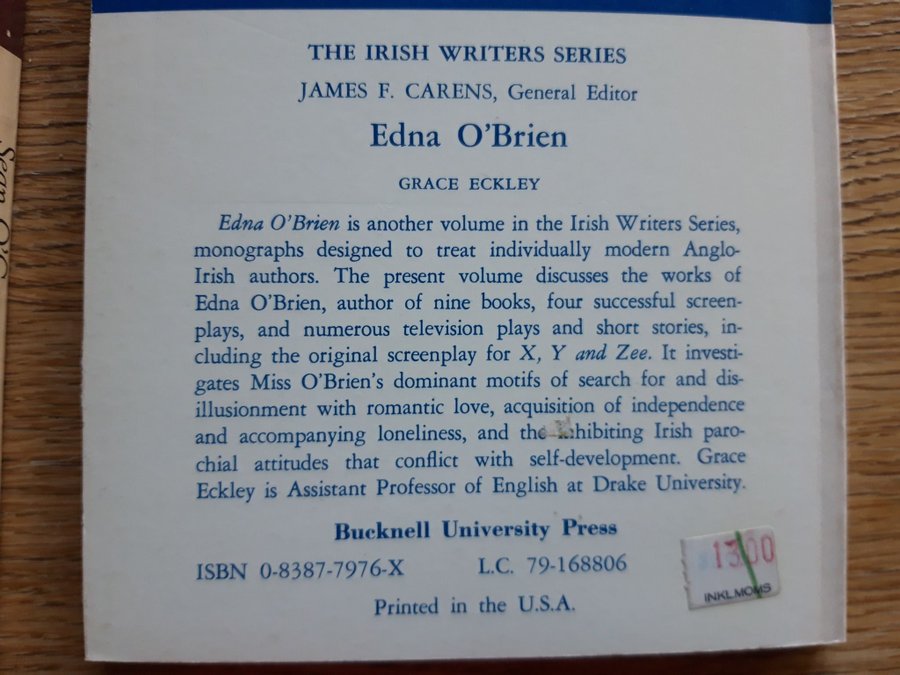 THE IRISH WRITERS SERIES
JAMES F. CARENS, General Editor
Edna O'Brien
GRACE ECKLEY
Edna O'Brien is another volume in the Irish Writers Series,
monographs designed to treat individually modern Anglo-
Irish authors. The present volume discusses the works of
Edna O'Brien, author of nine books, four successful screen-
plays, and numerous television plays and short stories, in-
cluding the original screenplay for X, Y and Zee. It investi-
gates Miss O'Brien's dominant motifs of search for and dis-
illusionment with romantic love, acquisition of independence
and accompanying loneliness, and the inhibiting Irish paro-
chial attitudes that conflict with self-development. Grace
Eckley is Assistant Professor of English at Drake University.
Bucknell University Press
ISBN 0-8387-7976-X L.C. 79-168806
Printed in the U.S.A.
13.00
INKL.MOMS